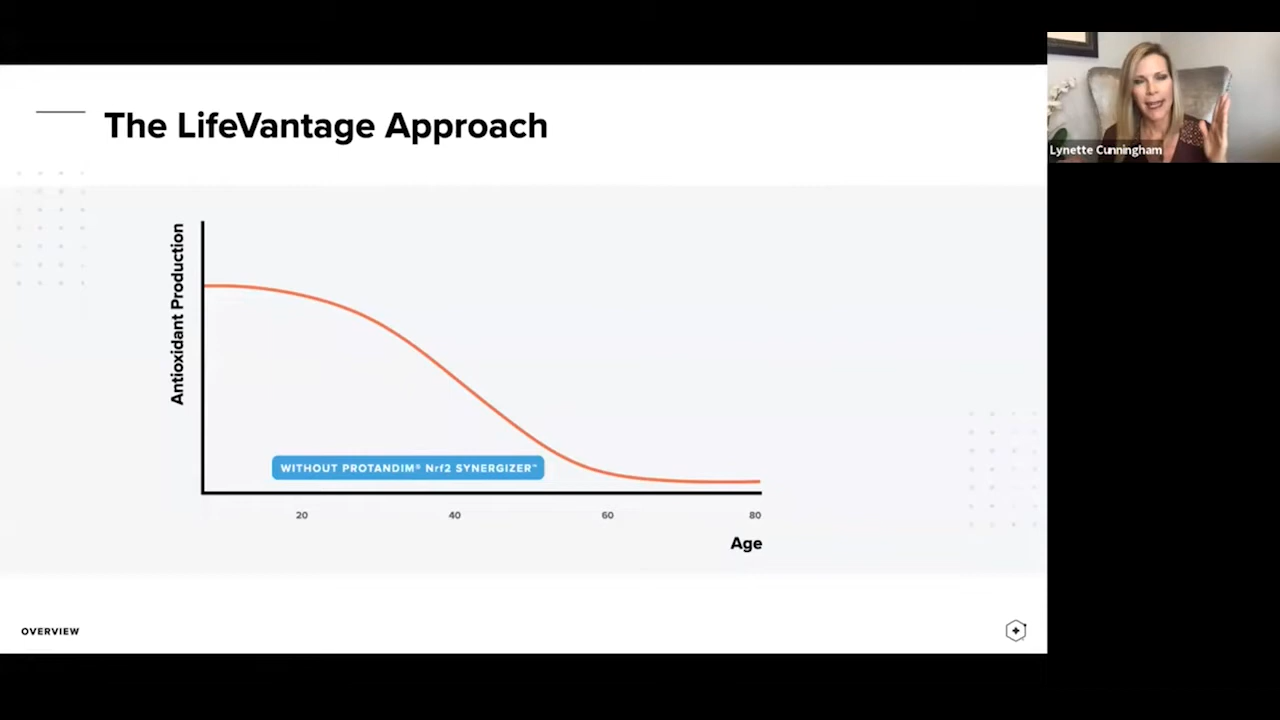 The LifeVantage Approach
Lynette Cunningham
Antioxidant Production
WITHOUT PROTANDIM® Nrf2 SYNERGIZER™
20 40 60 80
Age
OVERVIEW